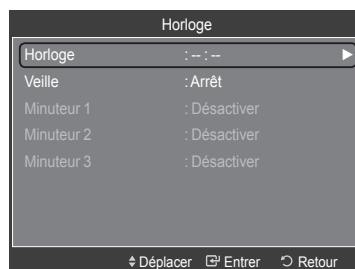 Horloge
Horloge : -- : --
Veille : Arrêt
Minuteur 1 : Désactiver
Minuteur 2 : Désactiver
Minuteur 3 : Désactiver
Déplacer Entrer Retour